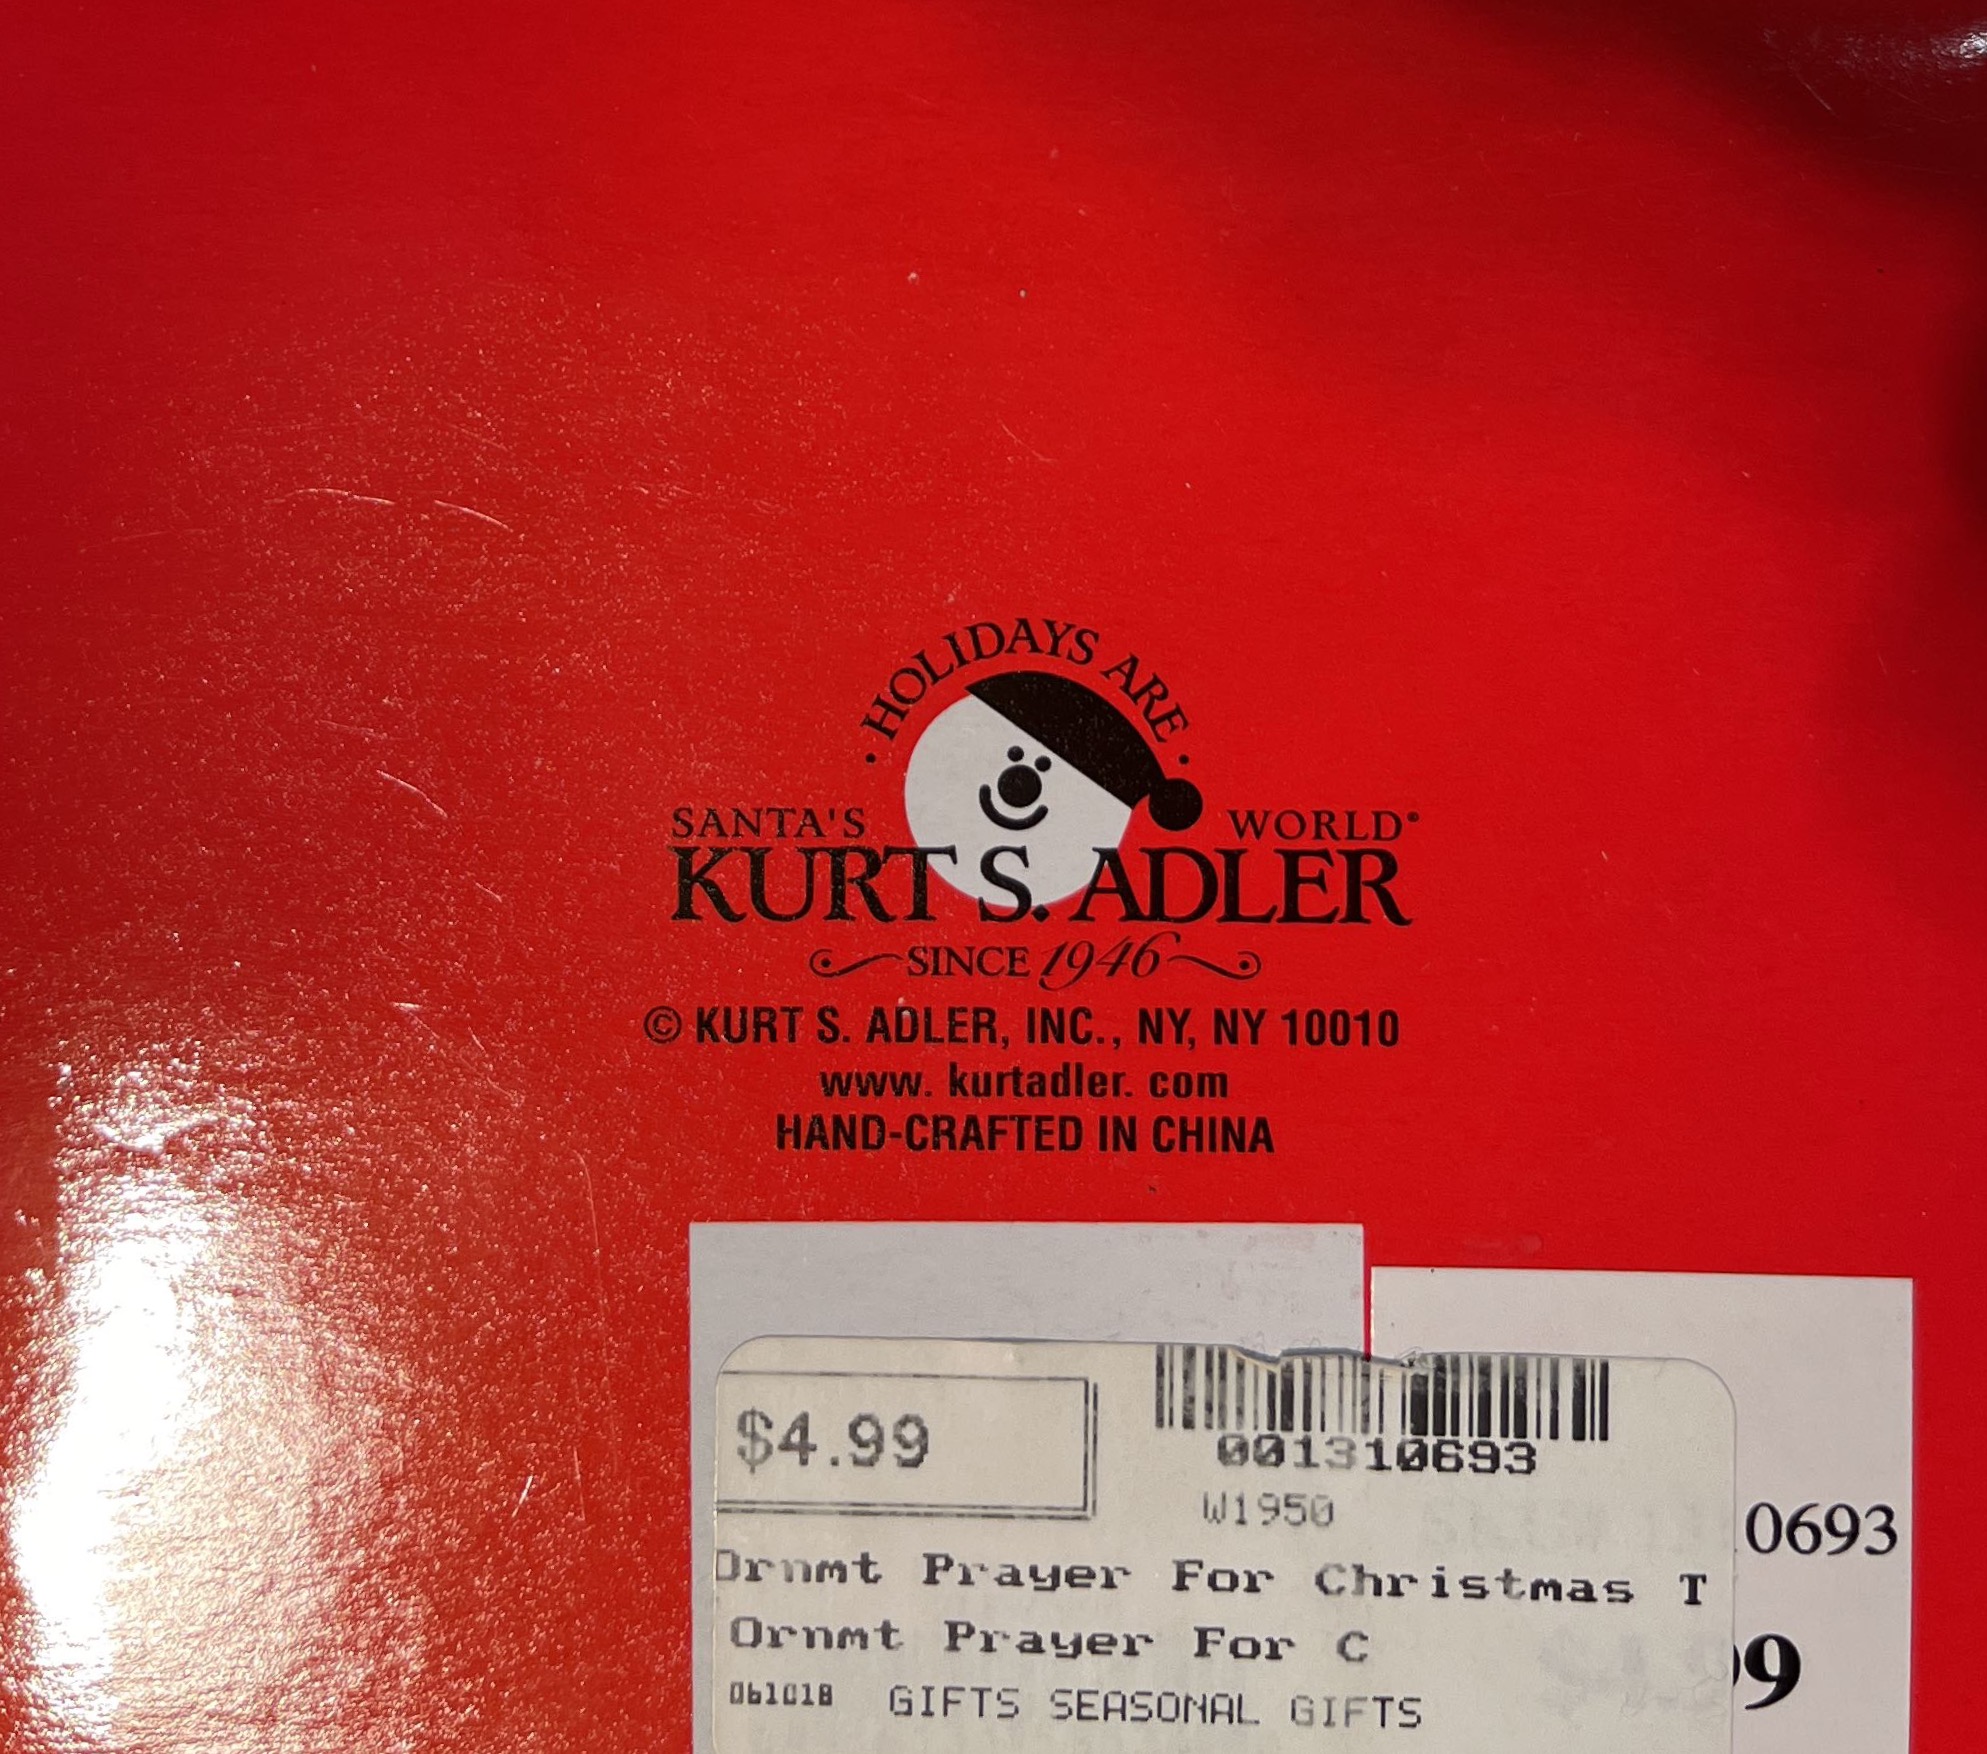 · HOLIDAYS ARE ·
SANTA'S WORLD®
KURT S. ADLER
SINCE 1946
© KURT S. ADLER, INC., NY, NY 10010
www. kurtadler. com
HAND-CRAFTED IN CHINA
$4.99
001310693
W1950
0693
Ornmt Prayer For Christmas T
Ornmt Prayer For C
99
061018 GIFTS SEASONAL GIFTS